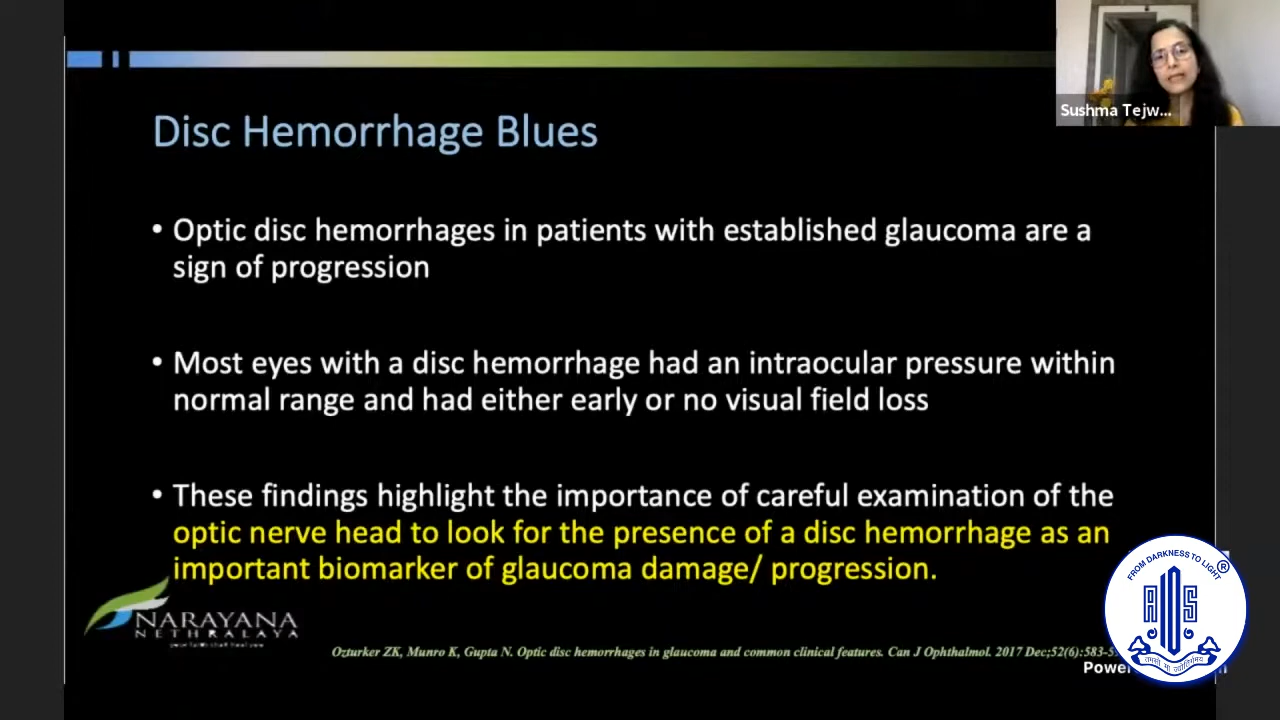 Sushma Tejw...
Disc Hemorrhage Blues
• Optic disc hemorrhages in patients with established glaucoma are a
sign of progression
• Most eyes with a disc hemorrhage had an intraocular pressure within
normal range and had either early or no visual field loss
• These findings highlight the importance of careful examination of the
optic nerve head to look for the presence of a disc hemorrhage as an
important biomarker of glaucoma damage/ progression.
NARAYANA
NETHRALAYA
Ozturker ZK, Munro K, Gupta N. Optic disc hemorrhages in glaucoma and common clinical features. Can J Ophthalmol. 2017 Dec;52(6):583-5
FROM DARKNESS TO LIGHT
®
AIOS